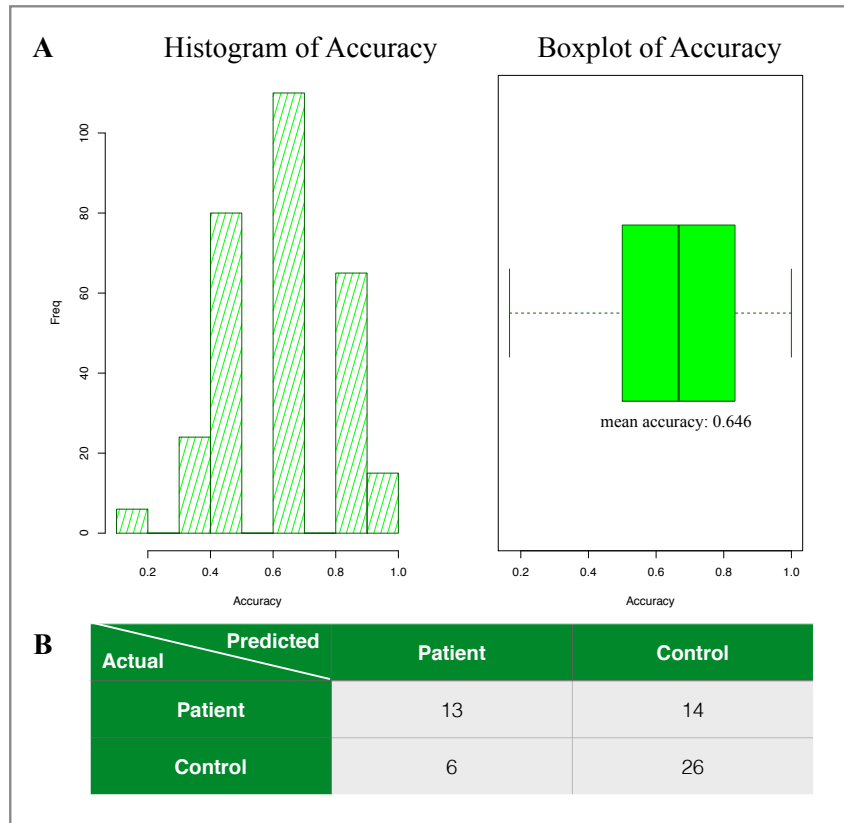 A
Histogram of Accuracy
Boxplot of Accuracy
100
80
60
40
20
0
Freq
0.2 0.4 0.6 0.8 1.0
Accuracy
mean accuracy: 0.646
0.2 0.4 0.6 0.8 1.0
Accuracy
B
Predicted
Actual
Patient Control
Patient 13 14
Control 6 26